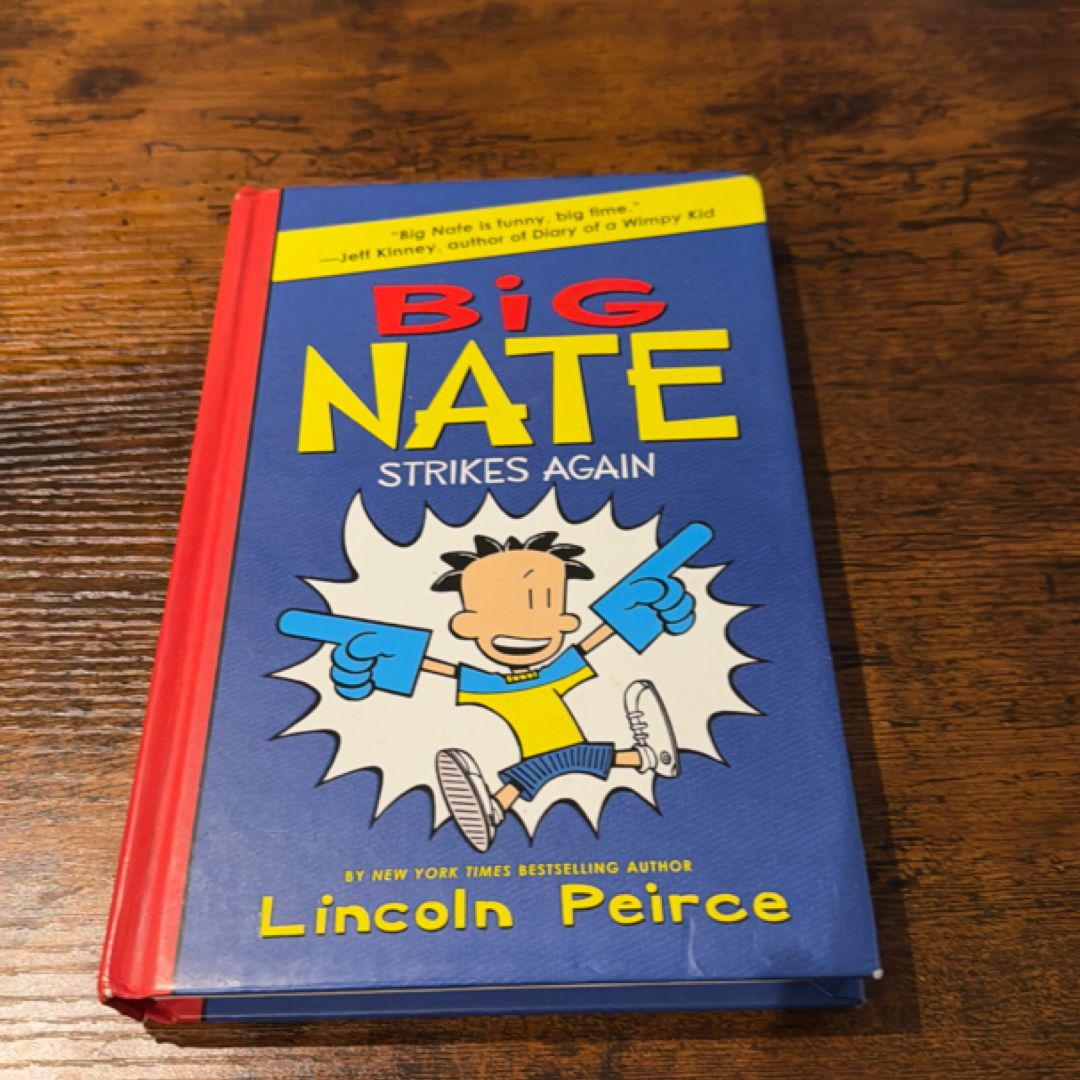 "Big Nate is funny, big time."
—Jeff Kinney, author of Diary of a Wimpy Kid
BiG
NATE
STRIKES AGAIN
BY NEW YORK TIMES BESTSELLING AUTHOR
Lincoln Peirce